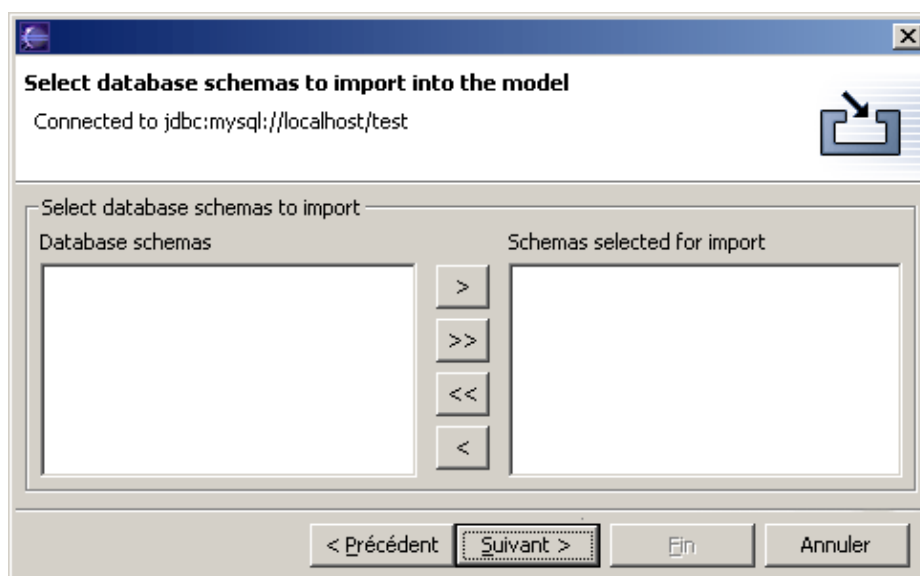 Select database schemas to import into the model
Connected to jdbc:mysql://localhost/test
Select database schemas to import
Database schemas
Schemas selected for import
>
>>
<<
<
< Précédent
Suivant >
Fin
Annuler